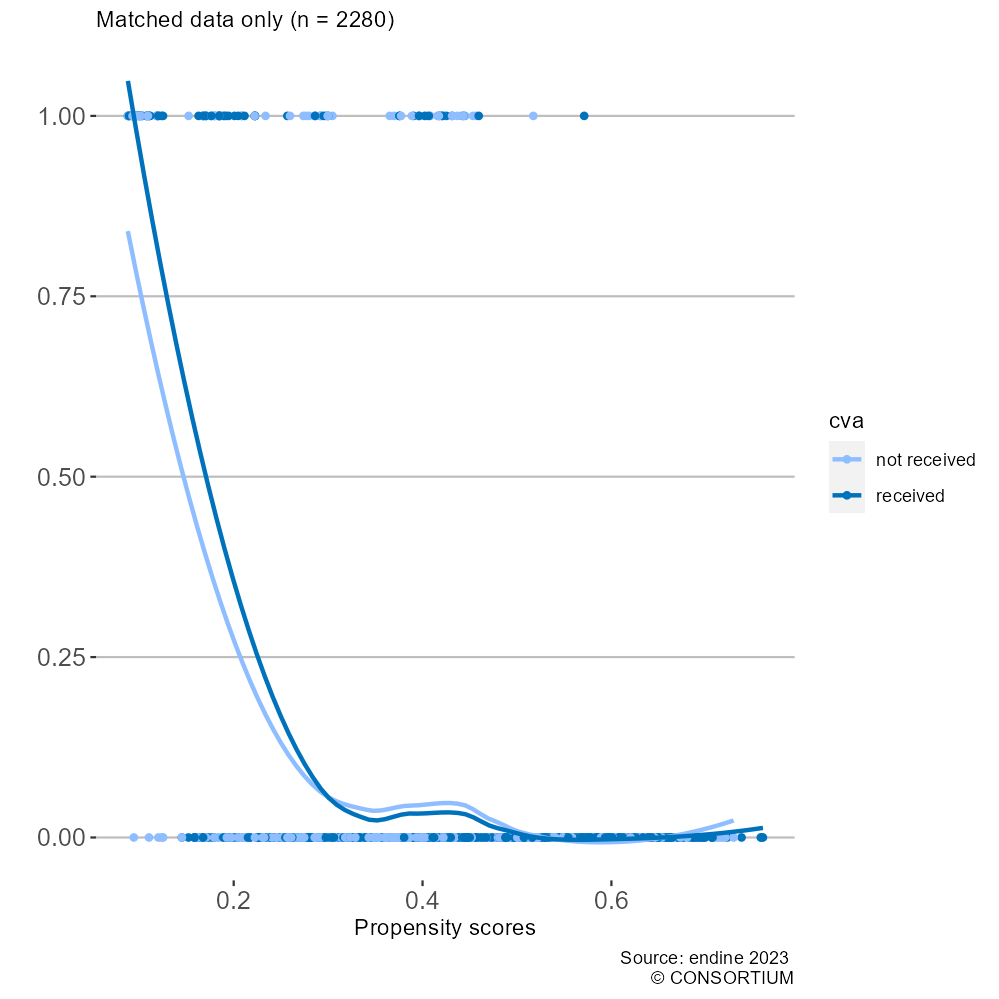 Matched data only (n = 2280)
1.00
0.75
0.50
0.25
0.00
0.2 0.4 0.6
Propensity scores
cva
not received
received
Source: endine 2023
© CONSORTIUM